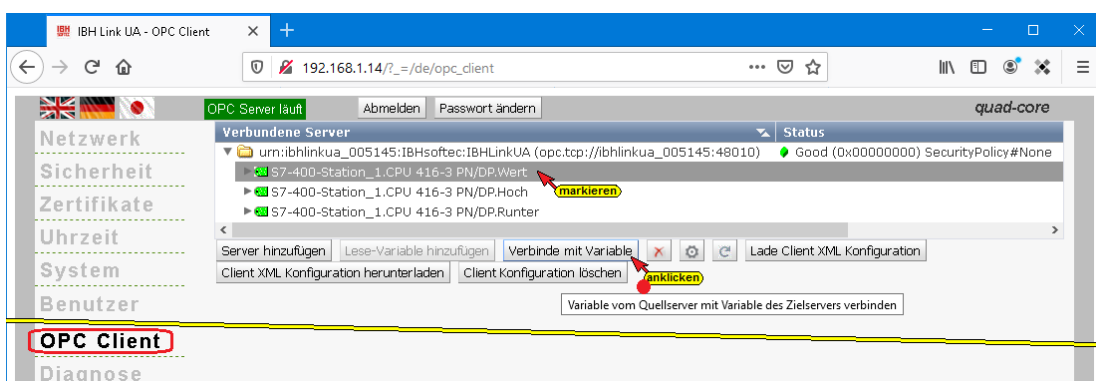 IBH Link UA - OPC Client
192.168.1.14/?_=/de/opc_client
OPC Server läuft Abmelden Passwort ändern quad-core
Netzwerk
Sicherheit
Zertifikate
Uhrzeit
System
Benutzer
OPC Client
Diagnose
Verbundene Server Status
urn:ibhlinkua_005145:IBHsoftec:IBHLinkUA (opc.tcp://ibhlinkua_005145:48010) Good (0x00000000) SecurityPolicy#None
S7-400-Station_1.CPU 416-3 PN/DP.Wert
markieren
S7-400-Station_1.CPU 416-3 PN/DP.Hoch
S7-400-Station_1.CPU 416-3 PN/DP.Runter
Server hinzufügen Lese-Variable hinzufügen Verbinde mit Variable Lade Client XML Konfiguration
Client XML Konfiguration herunterladen Client Konfiguration löschen
anklicken
Variable vom Quellserver mit Variable des Zielservers verbinden